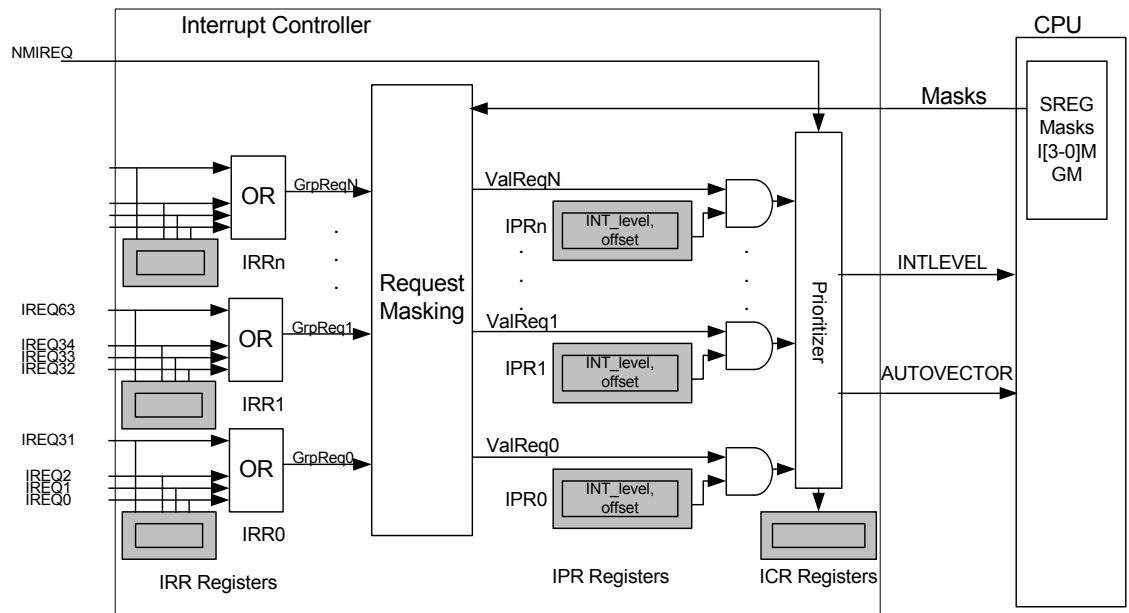 Interrupt Controller
CPU
NMIREQ
Masks
SREG
Masks
I[3-0]M
GM
OR
GrpReqN
ValReqN
IRRn
IPRn
INT_level,
offset
Request
Masking
Prioritizer
INTLEVEL
IREQ63
IREQ34
IREQ33
IREQ32
OR
GrpReq1
ValReq1
IRR1
IPR1
INT_level,
offset
AUTOVECTOR
IREQ31
IREQ2
IREQ1
IREQ0
OR
GrpReq0
ValReq0
IRR0
IPR0
INT_level,
offset
IRR Registers
IPR Registers
ICR Registers